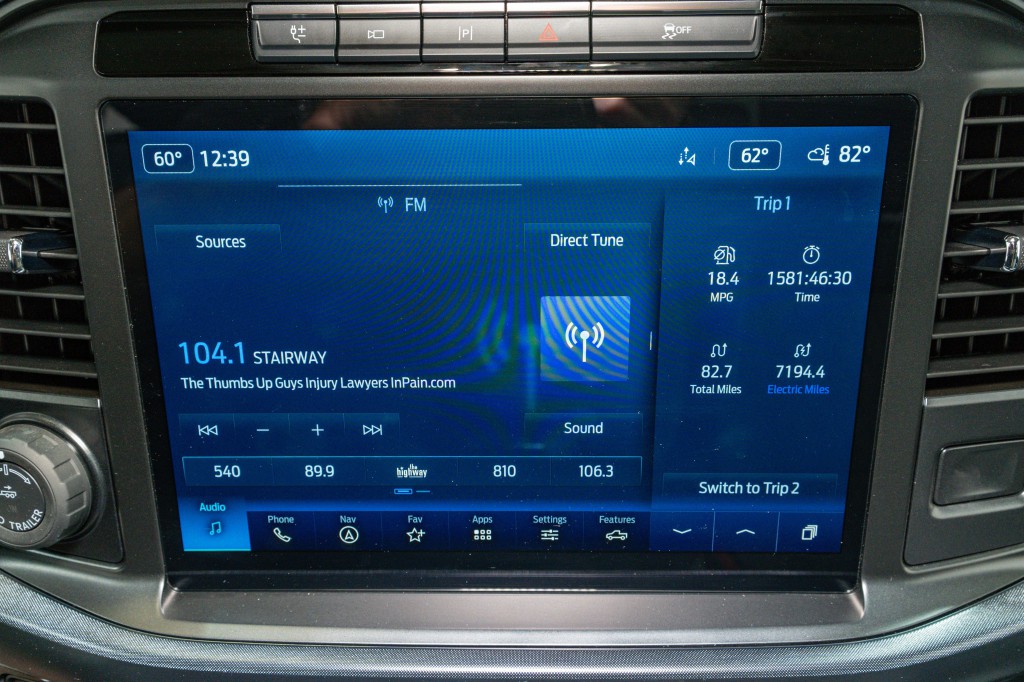 P
OFF
60° 12:39
62° 82°
FM
Trip 1
Sources
Direct Tune
18.4
MPG
1581:46:30
Time
104.1 STAIRWAY
The Thumbs Up Guys Injury Lawyers InPain.com
82.7
Total Miles
7194.4
Electric Miles
Sound
540 89.9 the highway 810 106.3
Switch to Trip 2
Audio Phone Nav Fav Apps Settings Features
TRAILER